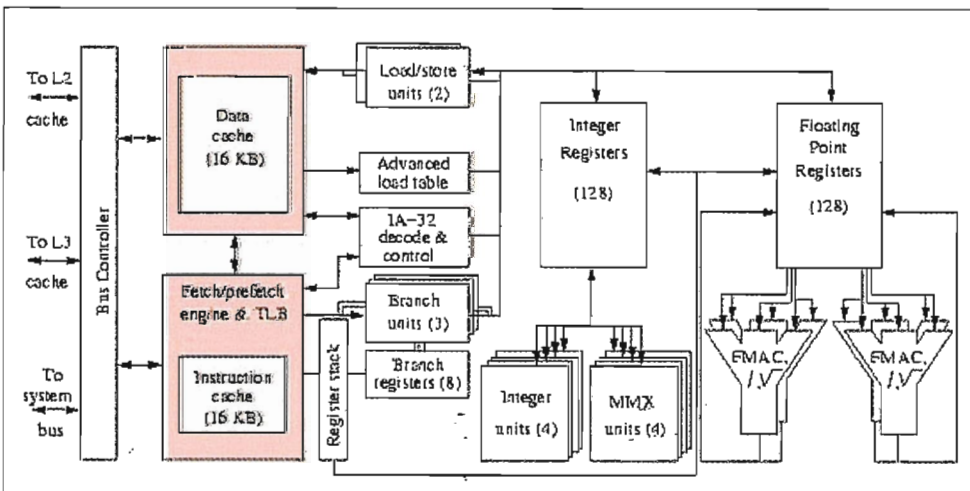 To L2
cache
To L3
cache
To
system
bus
Bus Controller
Data
cache
(16 KB)
Fetch/prefetch
engine & TLB
Instruction
cache
(16 KB)
Load/store
units (2)
Advanced
load table
IA-32
decode &
control
Branch
units (3)
Branch
registers (8)
Register stack
Integer
Registers
(128)
Integer
units (4)
MMX
units (4)
Floating
Point
Registers
(128)
FMAC,
/,√
FMAC,
/,√